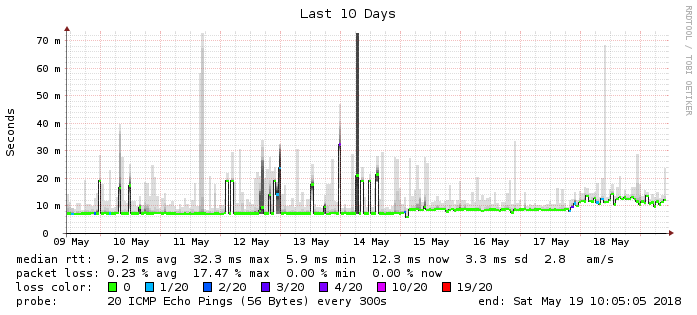 Last 10 Days
RRDTOOL / TOBI OETIKER
Seconds
70 m
60 m
50 m
40 m
30 m
20 m
10 m
0
09 May 10 May 11 May 12 May 13 May 14 May 15 May 16 May 17 May 18 May
median rtt: 9.2 ms avg 32.3 ms max 5.9 ms min 12.3 ms now 3.3 ms sd 2.8 am/s
packet loss: 0.23 % avg 17.47 % max 0.00 % min 0.00 % now
loss color: 0 1/20 2/20 3/20 4/20 10/20 19/20
probe: 20 ICMP Echo Pings (56 Bytes) every 300s end: Sat May 19 10:05:05 2018